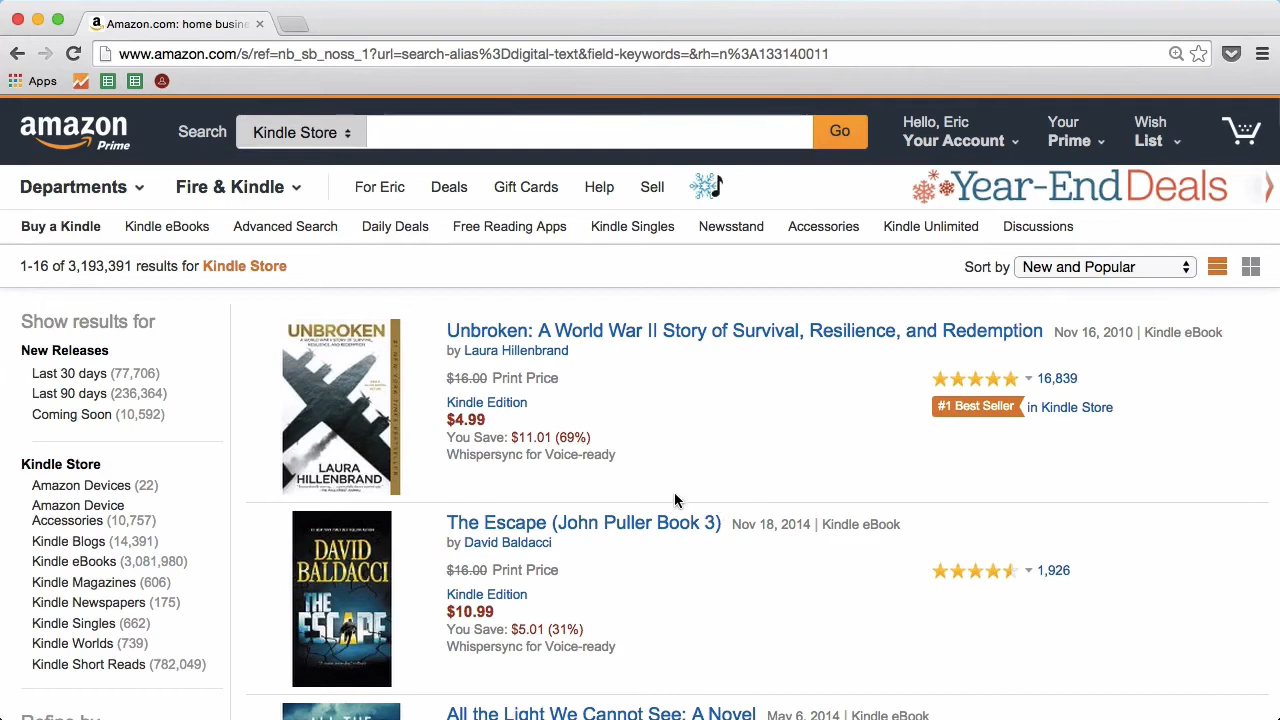 Amazon.com: home busin
www.amazon.com/s/ref=nb_sb_noss_1?url=search-alias%3Ddigital-text&field-keywords=&rh=n%3A133140011
Apps
amazon Prime
Search
Kindle Store
Go
Hello, Eric
Your Account
Your
Prime
Wish
List
Departments
Fire & Kindle
For Eric
Deals
Gift Cards
Help
Sell
Year-End Deals
Buy a Kindle
Kindle eBooks
Advanced Search
Daily Deals
Free Reading Apps
Kindle Singles
Newsstand
Accessories
Kindle Unlimited
Discussions
1-16 of 3,193,391 results for Kindle Store
Sort by New and Popular
Show results for
New Releases
Last 30 days (77,706)
Last 90 days (236,364)
Coming Soon (10,592)
Kindle Store
Amazon Devices (22)
Amazon Device
Accessories (10,757)
Kindle Blogs (14,391)
Kindle eBooks (3,081,980)
Kindle Magazines (606)
Kindle Newspapers (175)
Kindle Singles (662)
Kindle Worlds (739)
Kindle Short Reads (782,049)
Refine by
UNBROKEN
LAURA
HILLENBRAND
Unbroken: A World War II Story of Survival, Resilience, and Redemption Nov 16, 2010 | Kindle eBook
by Laura Hillenbrand
$16.00 Print Price
Kindle Edition
$4.99
You Save: $11.01 (69%)
Whispersync for Voice-ready
16,839
#1 Best Seller in Kindle Store
DAVID
BALDACCI
THE
ESCAPE
The Escape (John Puller Book 3) Nov 18, 2014 | Kindle eBook
by David Baldacci
$16.00 Print Price
Kindle Edition
$10.99
You Save: $5.01 (31%)
Whispersync for Voice-ready
1,926
All the Light We Cannot See: A Novel May 6, 2014 | Kindle eBook